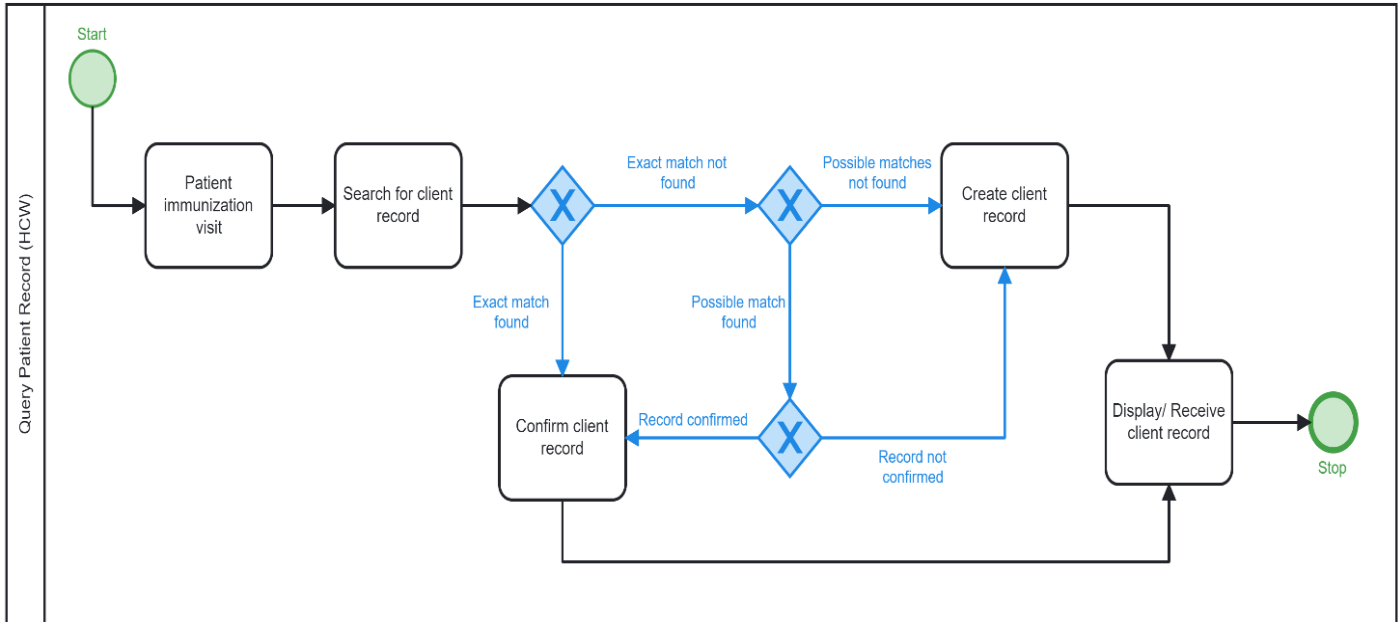 Query Patient Record (HCW)
Start
Patient
immunization
visit
Search for client
record
X
Exact match not
found
X
Possible matches
not found
Create client
record
Exact match
found
Possible match
found
Confirm client
record
Record confirmed
X
Record not
confirmed
Display/ Receive
client record
Stop